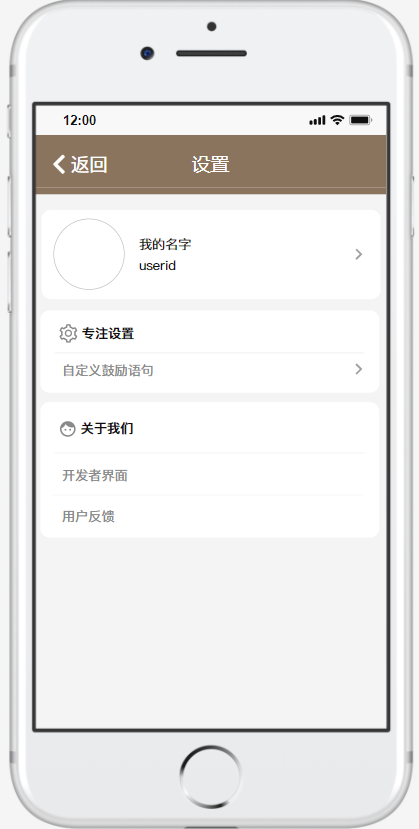 12:00
返回 设置
我的名字
userid
专注设置
自定义鼓励语句
关于我们
开发者界面
用户反馈